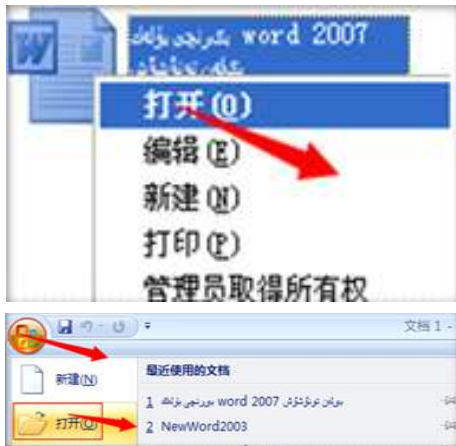 word 2007
打开(O)
编辑(E)
新建(N)
打印(P)
管理员取得所有权
文档 1 -
新建(N)
最近使用的文档
打开(O)
1 word 2007
2 NewWord2003